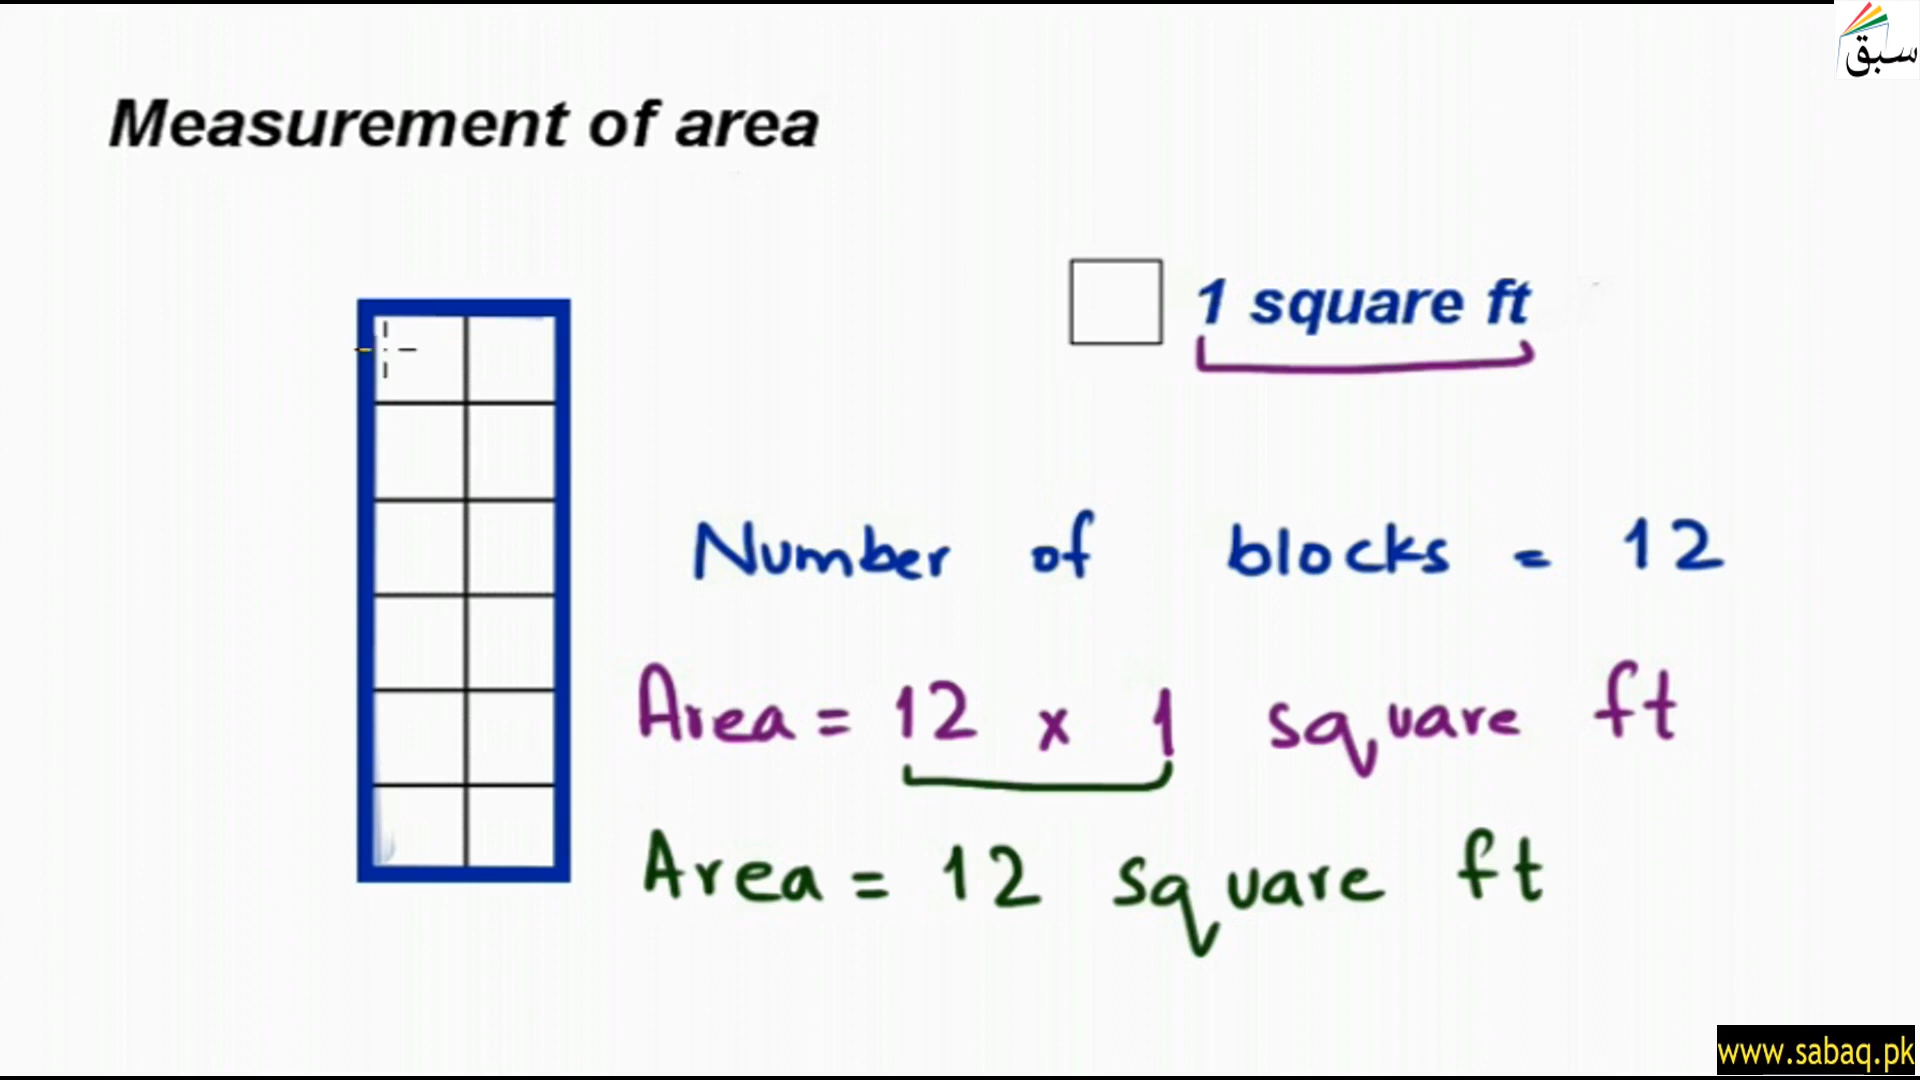 سبق
Measurement of area
1 square ft
Number of blocks = 12
Area = 12 x 1 square ft
Area = 12 square ft
www.sabaq.pk